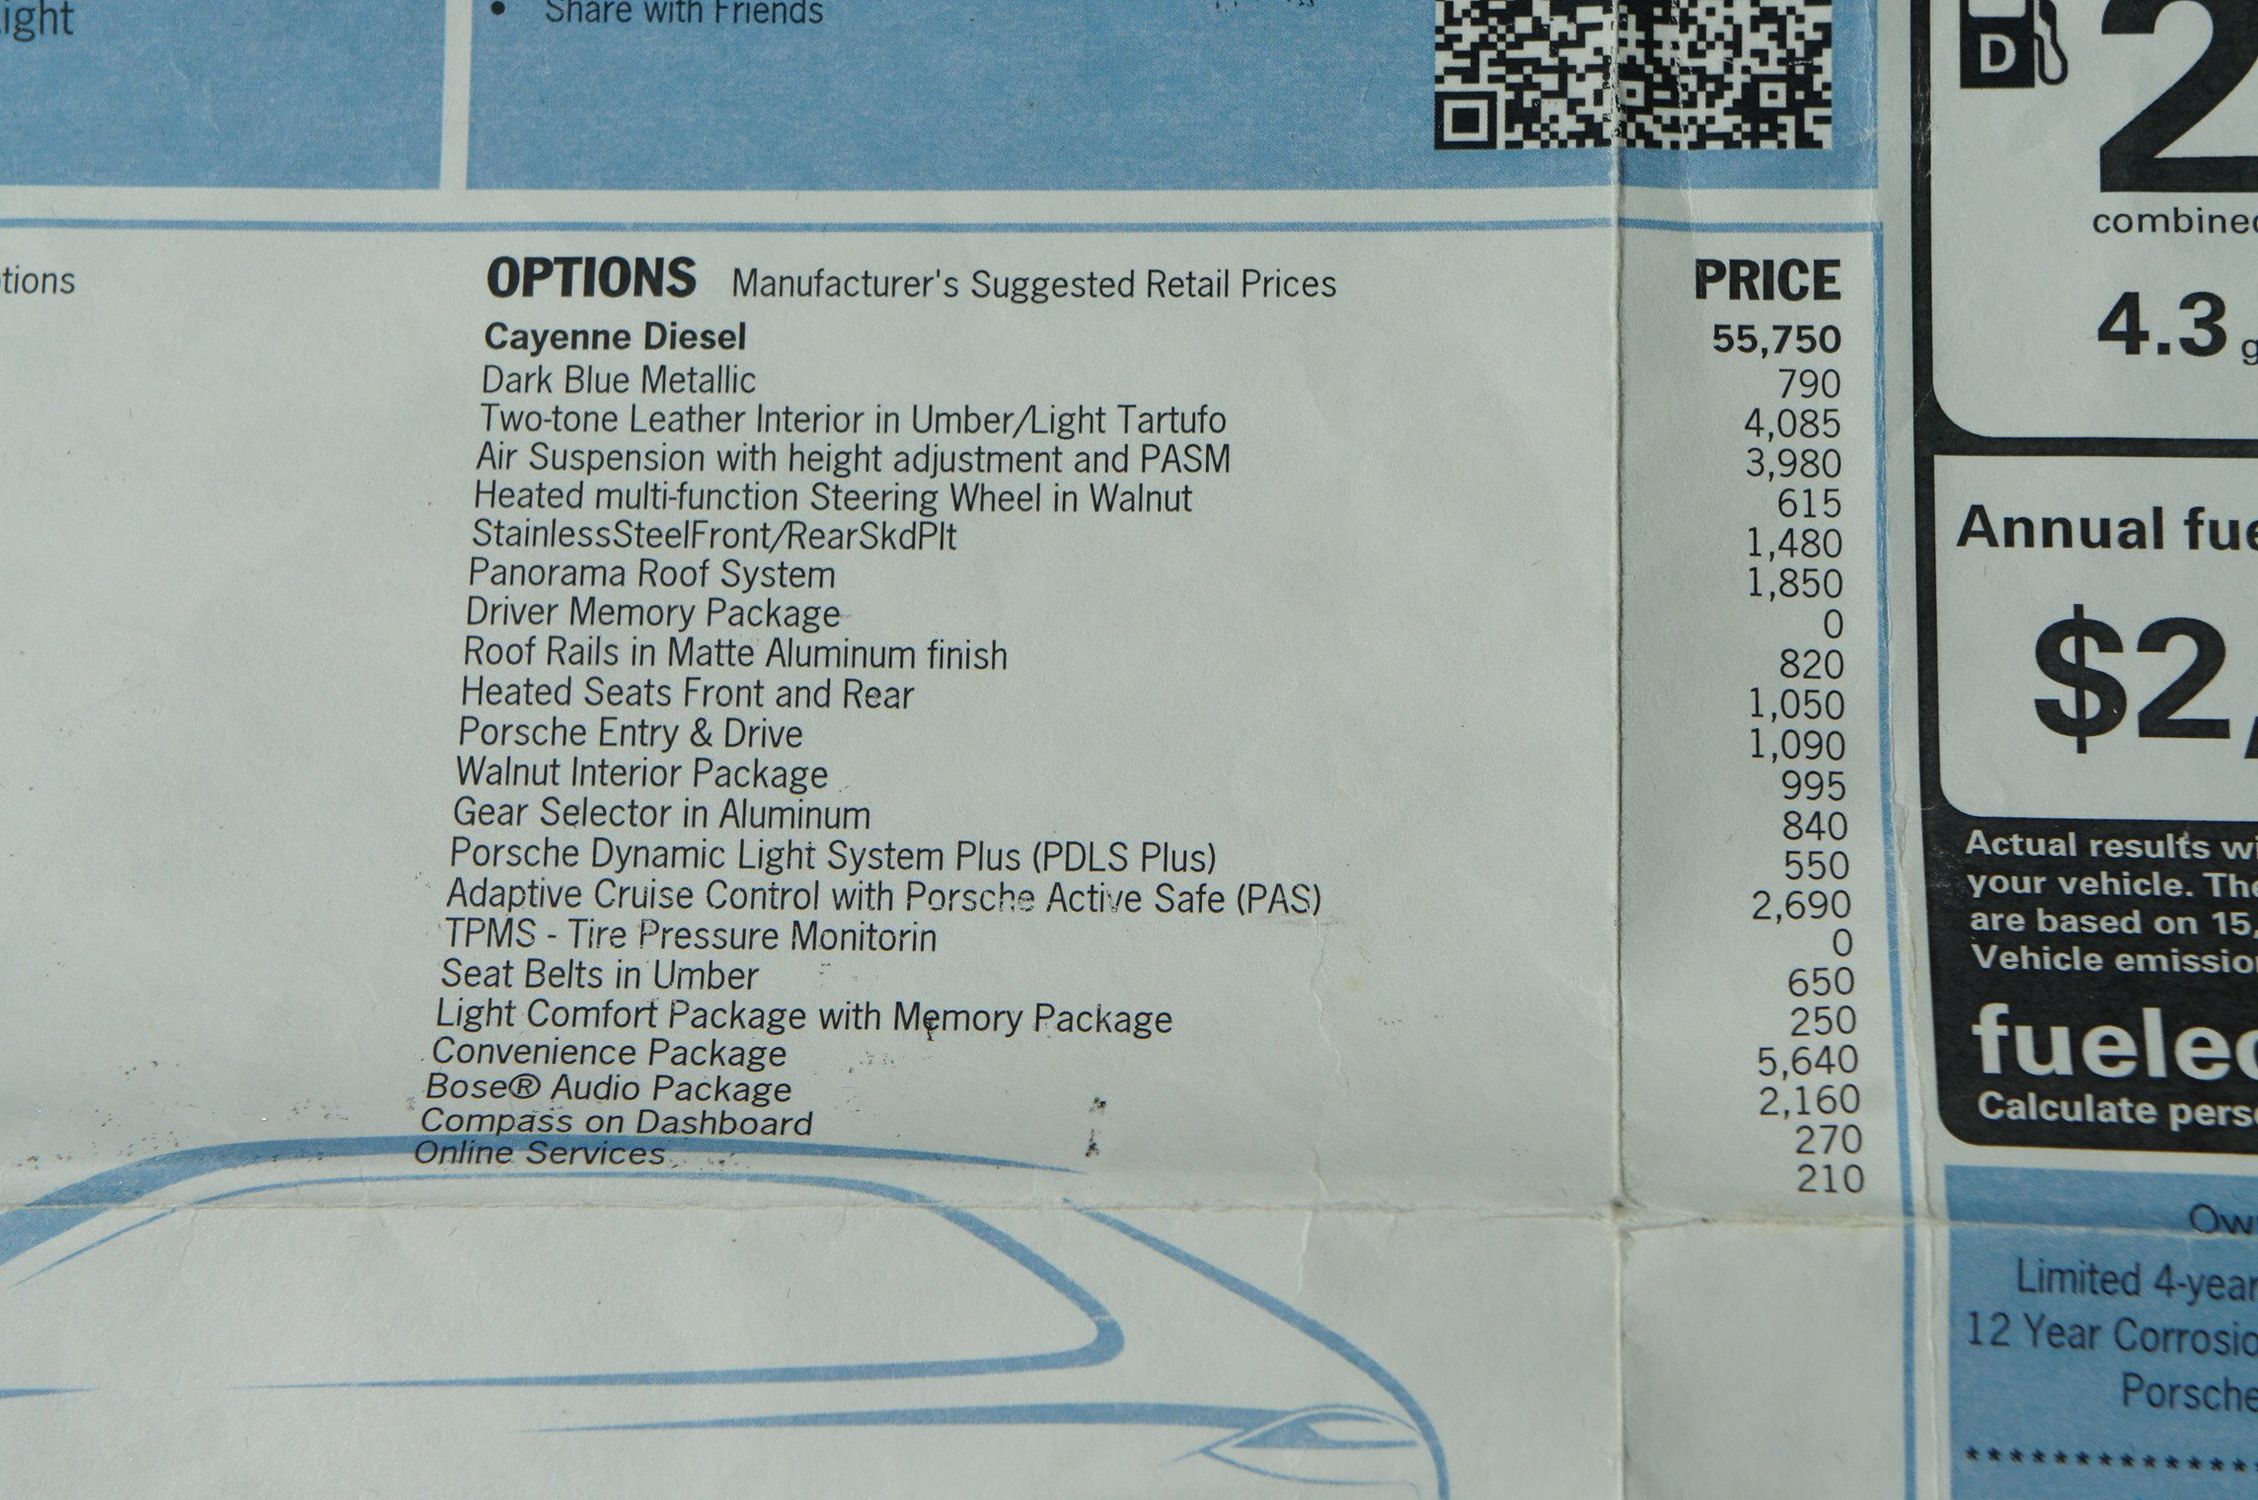 ight
• Share with Friends
D
2
combined
4.3 g
tions
OPTIONS Manufacturer's Suggested Retail Prices PRICE
Cayenne Diesel 55,750
Dark Blue Metallic 790
Two-tone Leather Interior in Umber/Light Tartufo 4,085
Air Suspension with height adjustment and PASM 3,980
Heated multi-function Steering Wheel in Walnut 615
StainlessSteelFront/RearSkdPlt 1,480
Panorama Roof System 1,850
Driver Memory Package 0
Roof Rails in Matte Aluminum finish 820
Heated Seats Front and Rear 1,050
Porsche Entry & Drive 1,090
Walnut Interior Package 995
Gear Selector in Aluminum 840
Porsche Dynamic Light System Plus (PDLS Plus) 550
Adaptive Cruise Control with Porsche Active Safe (PAS) 2,690
TPMS - Tire Pressure Monitorin 0
Seat Belts in Umber 650
Light Comfort Package with Memory Package 250
Convenience Package 5,640
Bose® Audio Package 2,160
Compass on Dashboard 270
Online Services 210
Annual fue
$2,
Actual results wi
your vehicle. The
are based on 15,
Vehicle emission
fuelec
Calculate perso
Own
Limited 4-year
12 Year Corrosio
Porsche
**************